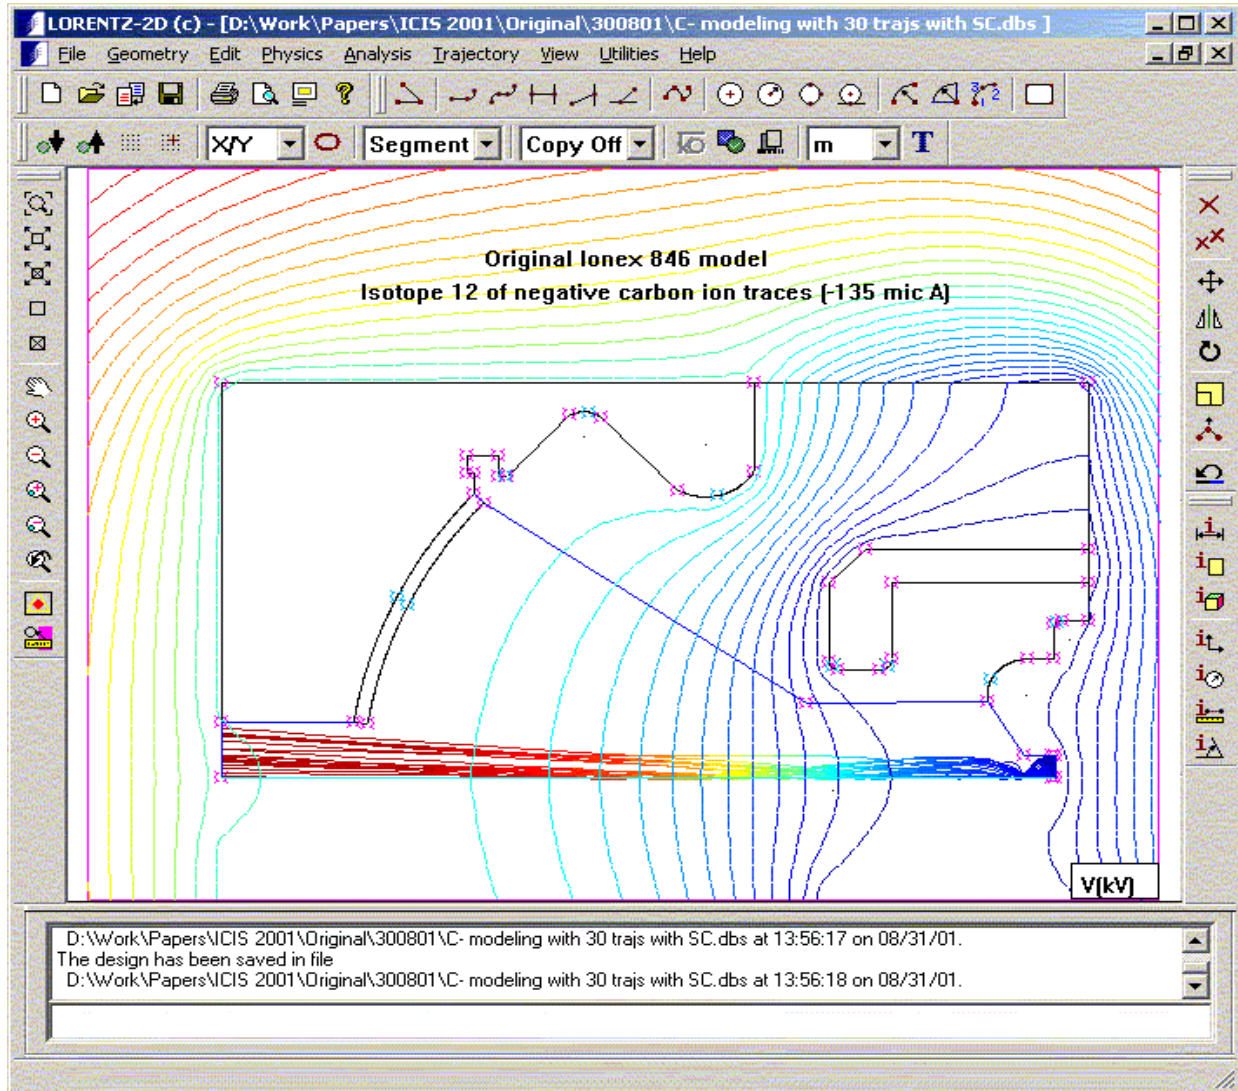 LORENTZ-2D (c) - [D:\Work\Papers\ICIS 2001\Original\300801\C- modeling with 30 trajs with SC.dbs ]
File Geometry Edit Physics Analysis Trajectory View Utilities Help
X/Y Segment Copy Off m T
Original Ionex 846 model
Isotope 12 of negative carbon ion traces (-135 mic A)
V(kV)
D:\Work\Papers\ICIS 2001\Original\300801\C- modeling with 30 trajs with SC.dbs at 13:56:17 on 08/31/01.
The design has been saved in file
D:\Work\Papers\ICIS 2001\Original\300801\C- modeling with 30 trajs with SC.dbs at 13:56:18 on 08/31/01.